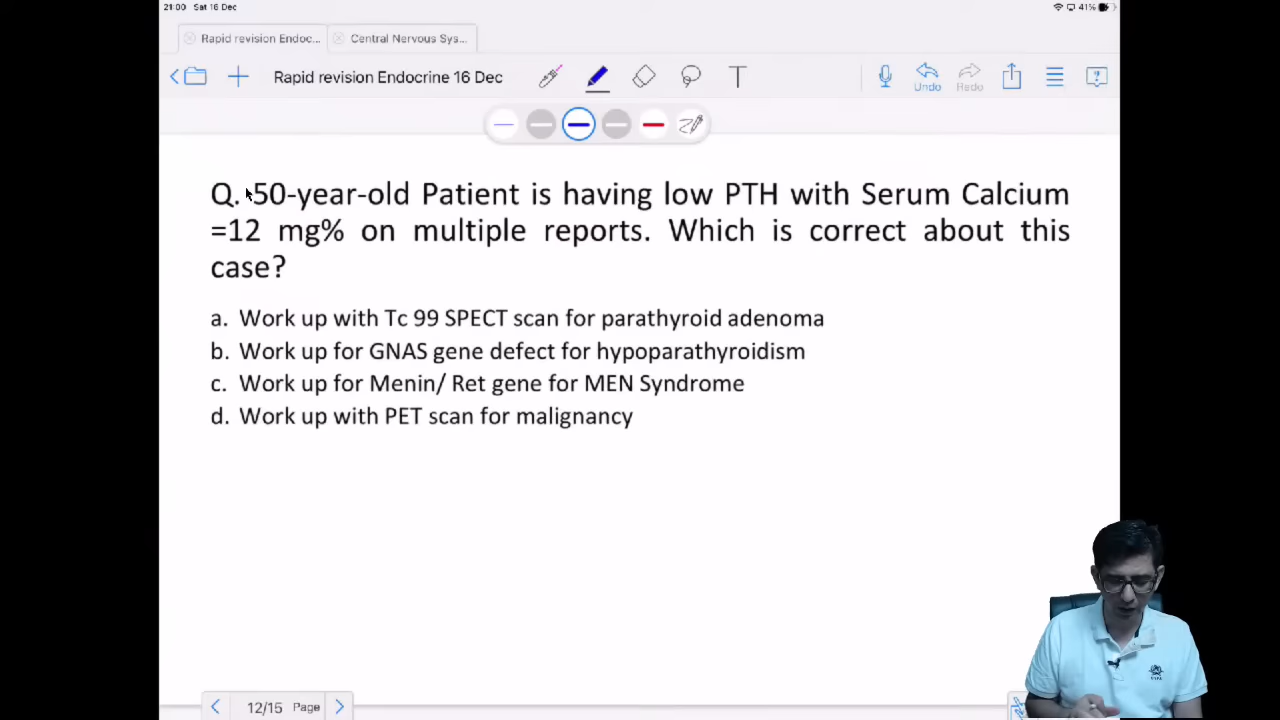 21:00 Sat 16 Dec 41%
Rapid revision Endoc... Central Nervous Sys...
Rapid revision Endocrine 16 Dec T Undo Redo
Q. 50-year-old Patient is having low PTH with Serum Calcium
=12 mg% on multiple reports. Which is correct about this
case?
a. Work up with Tc 99 SPECT scan for parathyroid adenoma
b. Work up for GNAS gene defect for hypoparathyroidism
c. Work up for Menin/ Ret gene for MEN Syndrome
d. Work up with PET scan for malignancy
12/15 Page